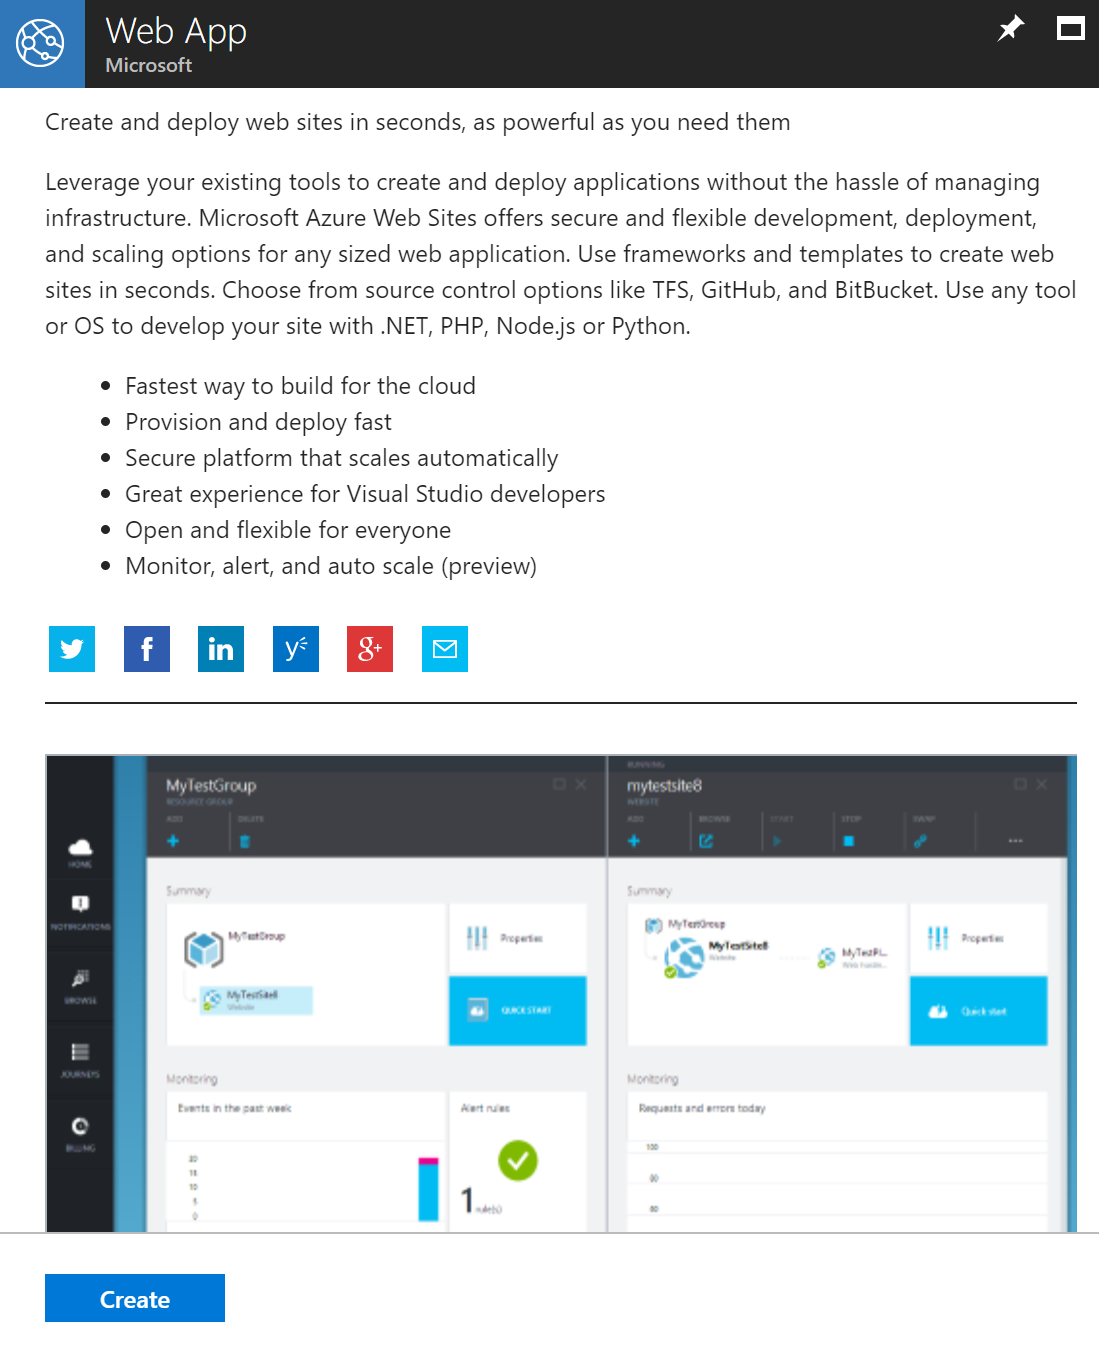 Web App
Microsoft
Create and deploy web sites in seconds, as powerful as you need them
Leverage your existing tools to create and deploy applications without the hassle of managing
infrastructure. Microsoft Azure Web Sites offers secure and flexible development, deployment,
and scaling options for any sized web application. Use frameworks and templates to create web
sites in seconds. Choose from source control options like TFS, GitHub, and BitBucket. Use any tool
or OS to develop your site with .NET, PHP, Node.js or Python.
Fastest way to build for the cloud
Provision and deploy fast
Secure platform that scales automatically
Great experience for Visual Studio developers
Open and flexible for everyone
Monitor, alert, and auto scale (preview)
f in y g+
RUNNING
MyTestGroup mytestsite8
RESOURCE GROUP WEBSITE
ADD DELETE ADD BROWSE START STOP SWAP
HOME
Summary Summary
NOTIFICATIONS
MyTestGroup Properties MyTestGroup Properties
MyTestSite8
Website
BROWSE
MyTestSite8 QUICK START Quick start
Website
JOURNEYS
Monitoring Monitoring
Events in the past week Alert rules Requests and errors today
BILLING
20 100
15
10
5
0
1 rule(s)
Create